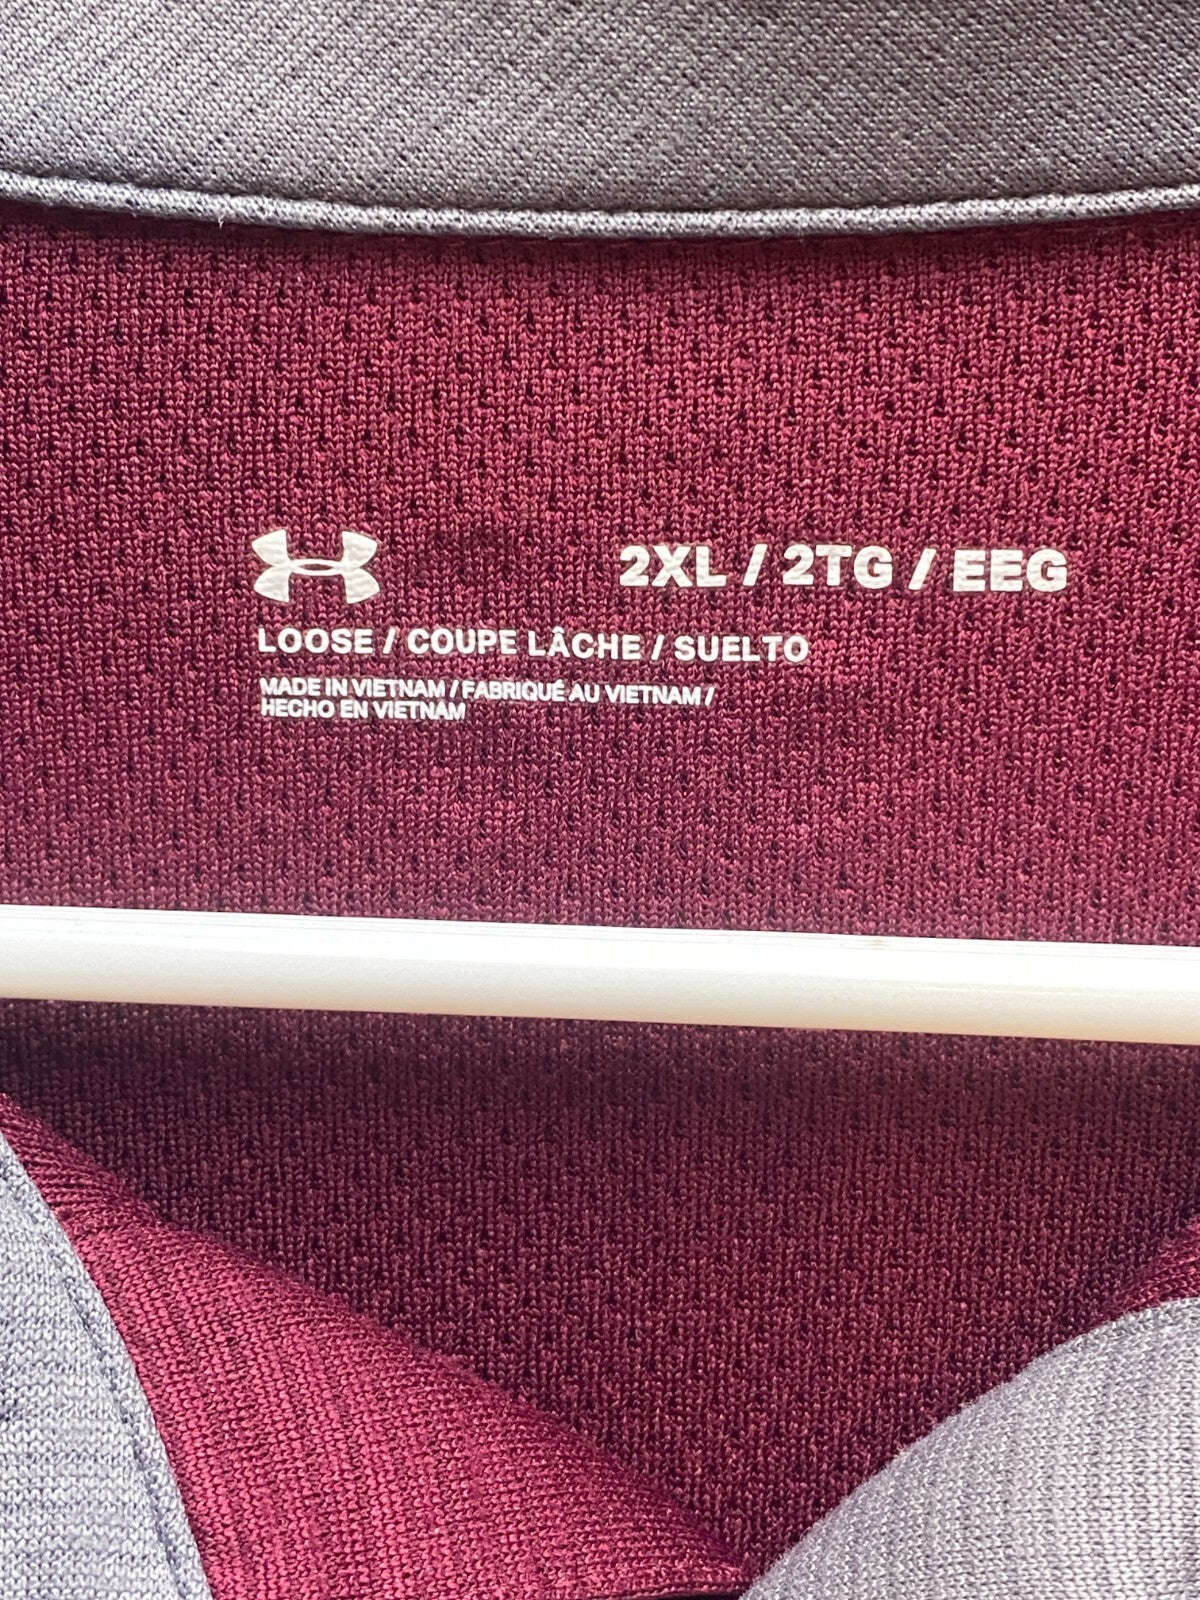 2XL / 2TG / EEG
LOOSE / COUPE LÂCHE / SUELTO
MADE IN VIETNAM / FABRIQUÉ AU VIETNAM /
HECHO EN VIETNAM